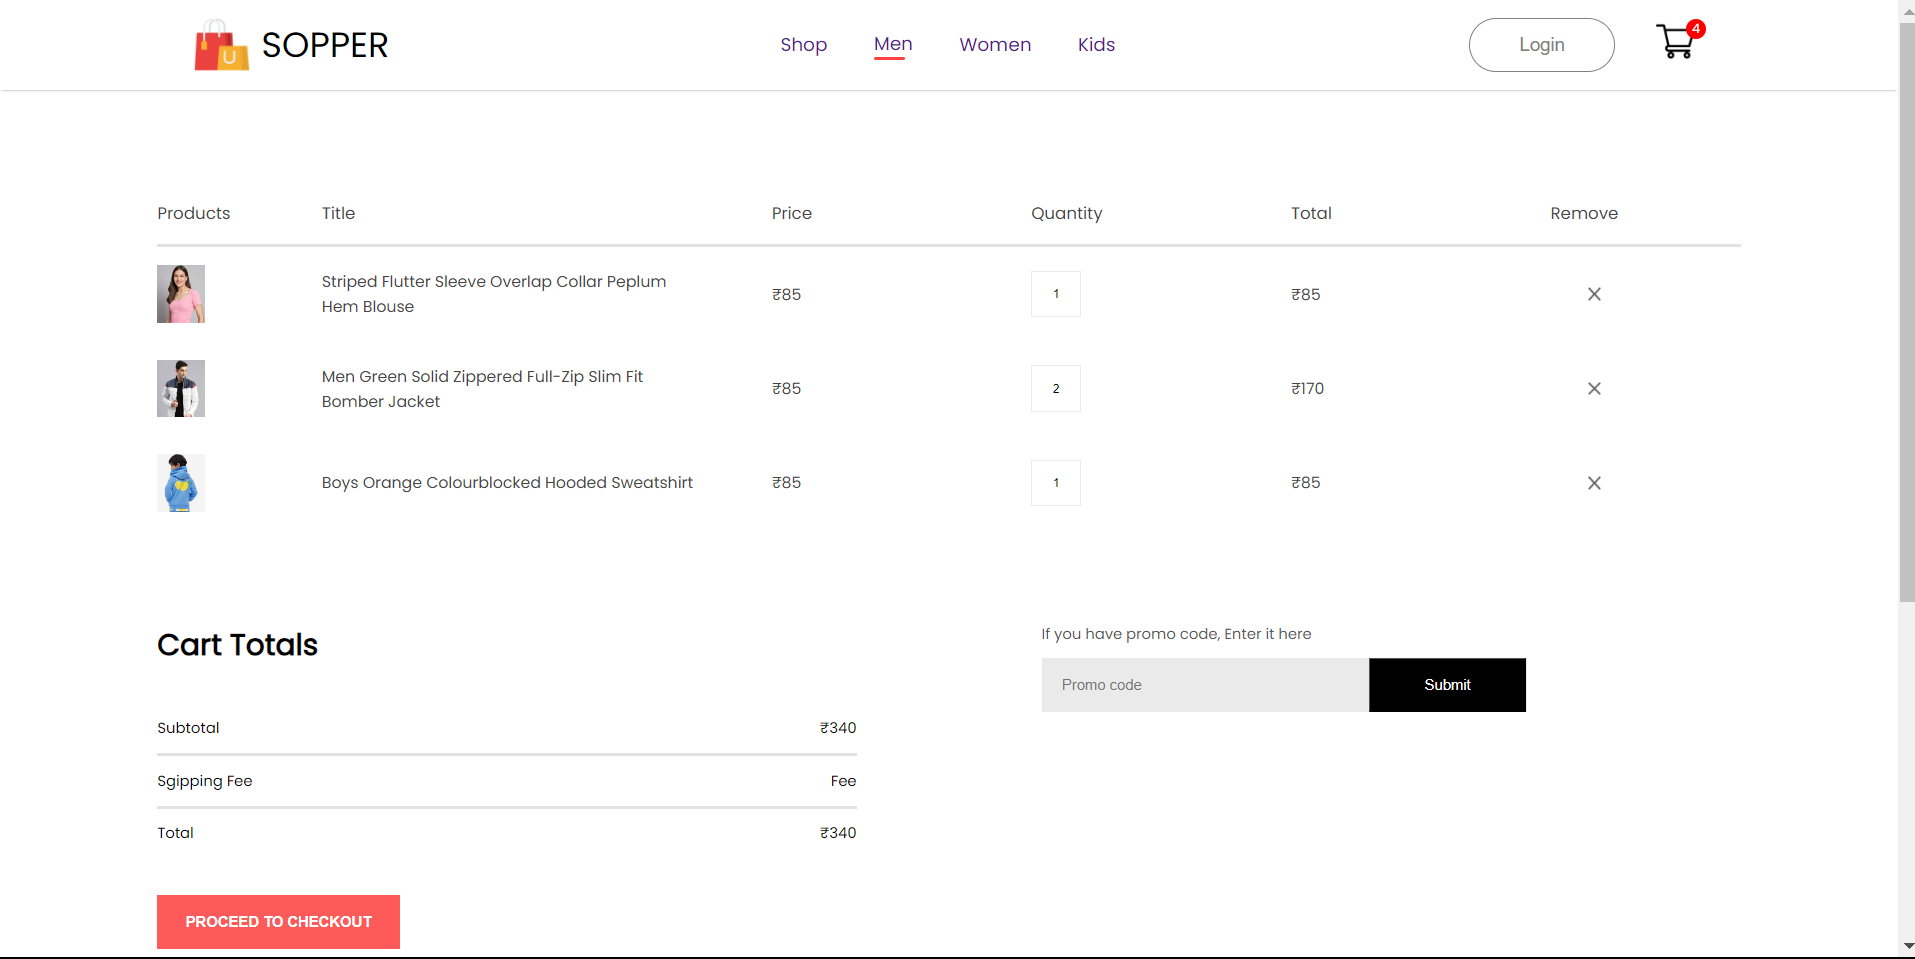 SOPPER
Shop Men Women Kids
Login
4
U
Products Title Price Quantity Total Remove
Striped Flutter Sleeve Overlap Collar Peplum
Hem Blouse
₹85 1 ₹85
Men Green Solid Zippered Full-Zip Slim Fit
Bomber Jacket
₹85 2 ₹170
Boys Orange Colourblocked Hooded Sweatshirt ₹85 1 ₹85
Cart Totals
If you have promo code, Enter it here
Promo code Submit
Subtotal ₹340
Sgipping Fee Fee
Total ₹340
PROCEED TO CHECKOUT